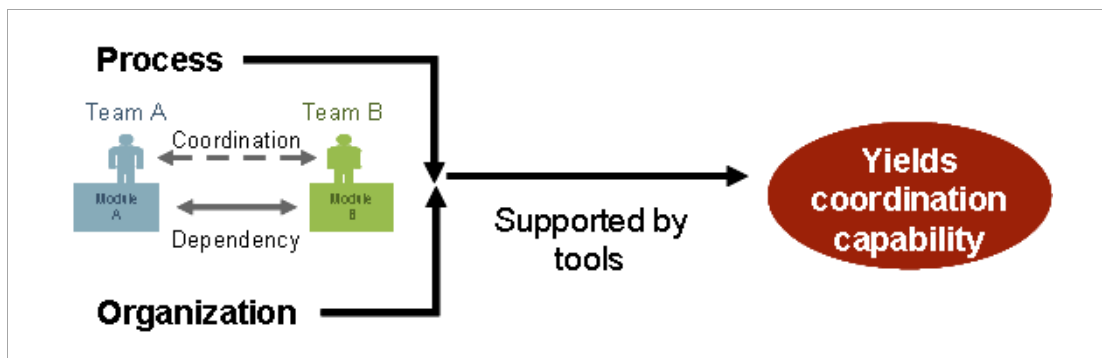 Process
Team A
Team B
Coordination
Module
A
Module
B
Dependency
Organization
Supported by
tools
Yields
coordination
capability